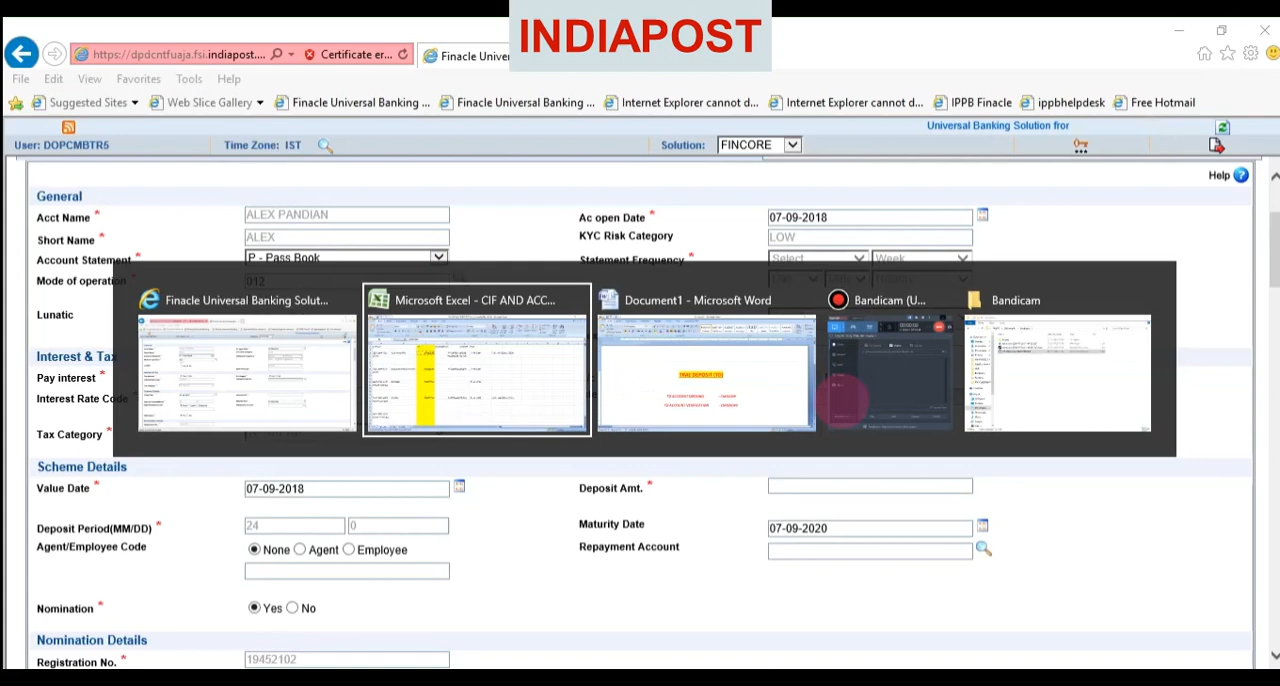 INDIAPOST
https://dpdcntfuaja.fsi.indiapost....
Certificate er...
Finacle Unive
File Edit View Favorites Tools Help
Suggested Sites Web Slice Gallery Finacle Universal Banking ... Finacle Universal Banking ... Internet Explorer cannot d... Internet Explorer cannot d... IPPB Finacle ippbhelpdesk Free Hotmail
Universal Banking Solution fror
User: DOPCMBTR5 Time Zone: IST Solution: FINCORE
Help
General
Acct Name * ALEX PANDIAN Ac open Date * 07-09-2018
Short Name * ALEX KYC Risk Category LOW
Account Statement * P - Pass Book Statement Frequency * Select Week
Mode of operation 012
Finacle Universal Banking Solut... Microsoft Excel - CIF AND ACC... Document1 - Microsoft Word Bandicam (U... Bandicam
Lunatic
Interest & Tax
Pay interest *
Interest Rate Code
Tax Category *
Scheme Details
Value Date * 07-09-2018 Deposit Amt. *
Deposit Period(MM/DD) * 24 0 Maturity Date 07-09-2020
Agent/Employee Code None Agent Employee Repayment Account
Nomination * Yes No
Nomination Details
Registration No. * 19452102